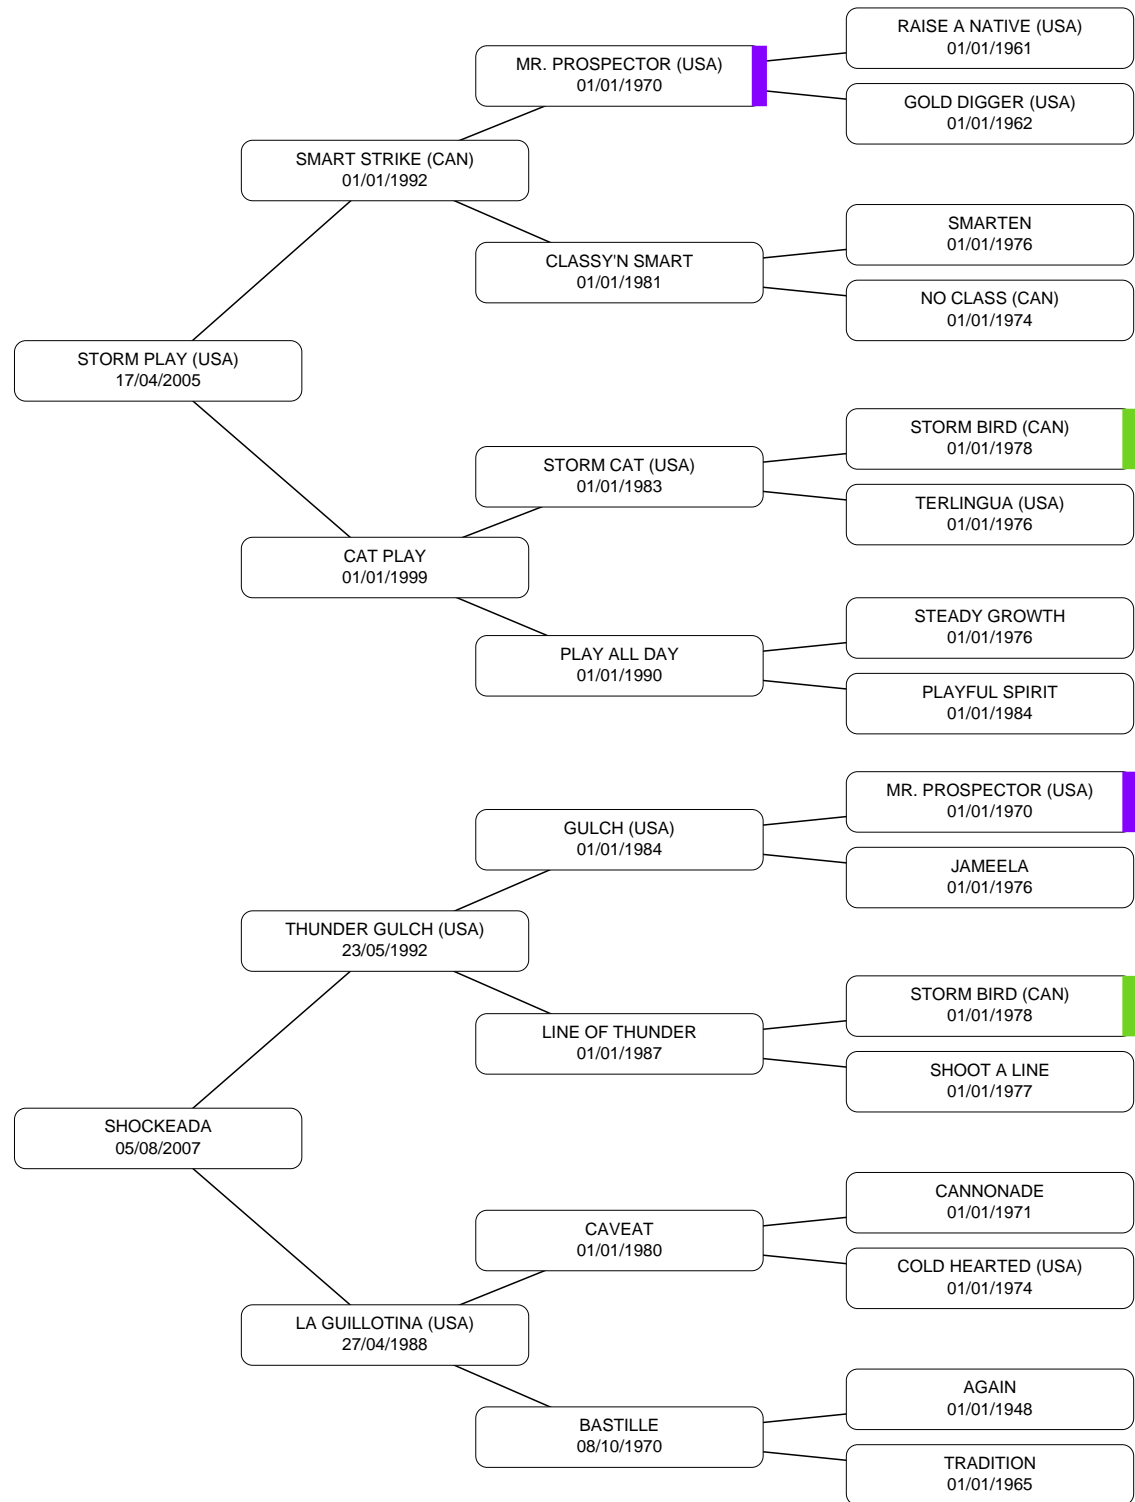 RAISE A NATIVE (USA)
01/01/1961
MR. PROSPECTOR (USA)
01/01/1970
GOLD DIGGER (USA)
01/01/1962
SMART STRIKE (CAN)
01/01/1992
SMARTEN
01/01/1976
CLASSY'N SMART
01/01/1981
NO CLASS (CAN)
01/01/1974
STORM PLAY (USA)
17/04/2005
STORM BIRD (CAN)
01/01/1978
STORM CAT (USA)
01/01/1983
TERLINGUA (USA)
01/01/1976
CAT PLAY
01/01/1999
STEADY GROWTH
01/01/1976
PLAY ALL DAY
01/01/1990
PLAYFUL SPIRIT
01/01/1984
MR. PROSPECTOR (USA)
01/01/1970
GULCH (USA)
01/01/1984
JAMEELA
01/01/1976
THUNDER GULCH (USA)
23/05/1992
STORM BIRD (CAN)
01/01/1978
LINE OF THUNDER
01/01/1987
SHOOT A LINE
01/01/1977
SHOCKEADA
05/08/2007
CANNONADE
01/01/1971
CAVEAT
01/01/1980
COLD HEARTED (USA)
01/01/1974
LA GUILLOTINA (USA)
27/04/1988
AGAIN
01/01/1948
BASTILLE
08/10/1970
TRADITION
01/01/1965